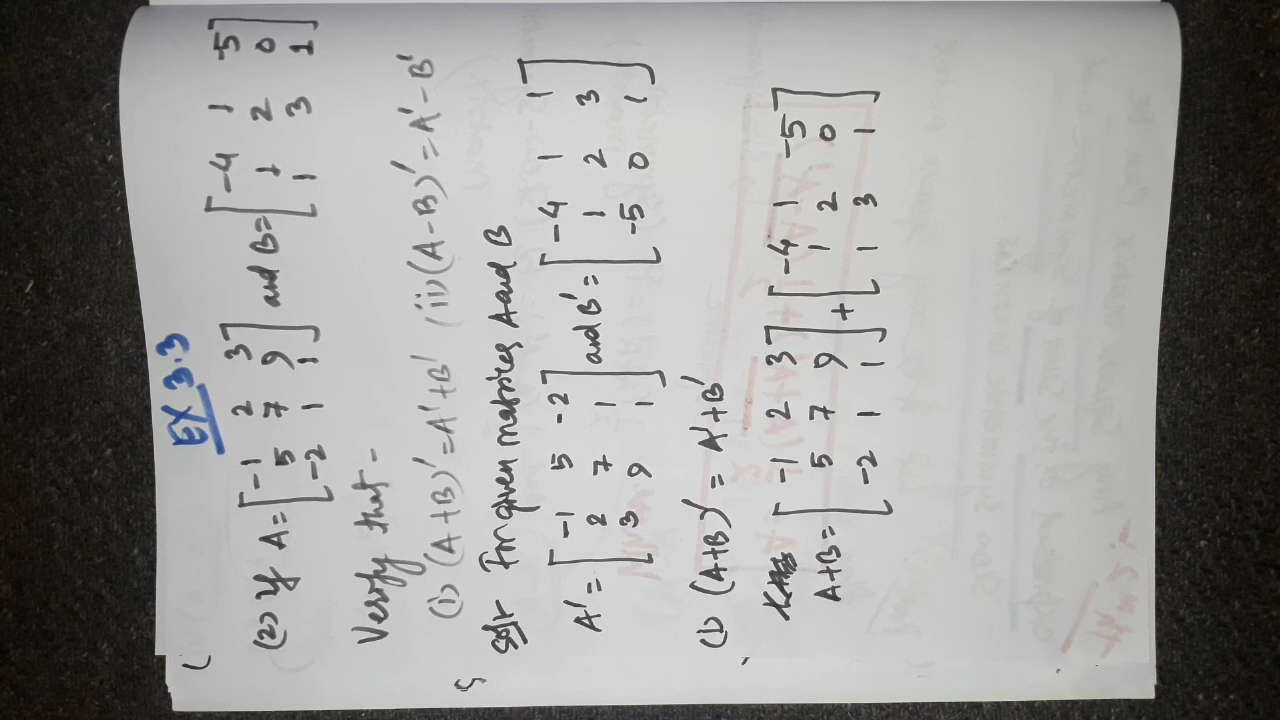 EX 3.3
(2) If A = [ -1 2 3 and B = [ -4 1 -5
5 7 9 ] 1 2 0
-2 1 1 1 3 1 ]
Verify that -
(i) (A+B)' = A'+B' (ii) (A-B)' = A'-B'
Soln For given matrices A and B
A' = [ -1 5 -2 ] and B' = [ -4 1 1
2 7 1 1 2 3
3 9 1 -5 0 1 ]
(i) (A+B)' = A'+B'
A+B = [ -1 2 3 ] + [ -4 1 -5
5 7 9 1 2 0
-2 1 1 1 3 1 ]